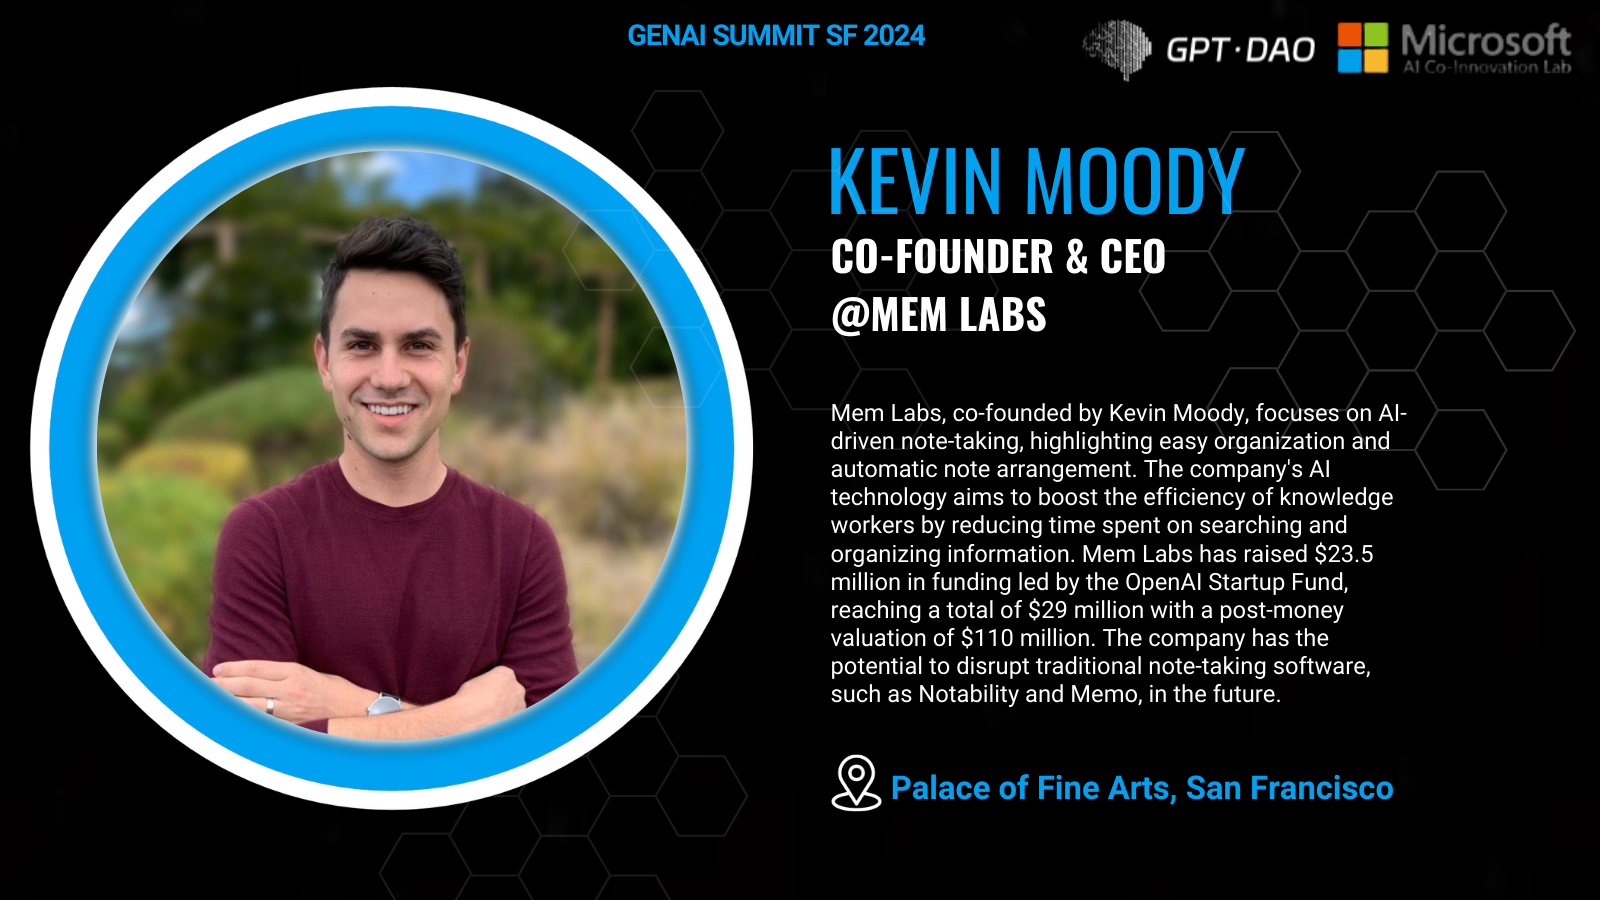 GENAI SUMMIT SF 2024
GPT·DAO
Microsoft
AI Co-Innovation Lab
KEVIN MOODY
CO-FOUNDER & CEO
@MEM LABS
Mem Labs, co-founded by Kevin Moody, focuses on AI-
driven note-taking, highlighting easy organization and
automatic note arrangement. The company's AI
technology aims to boost the efficiency of knowledge
workers by reducing time spent on searching and
organizing information. Mem Labs has raised $23.5
million in funding led by the OpenAI Startup Fund,
reaching a total of $29 million with a post-money
valuation of $110 million. The company has the
potential to disrupt traditional note-taking software,
such as Notability and Memo, in the future.
Palace of Fine Arts, San Francisco